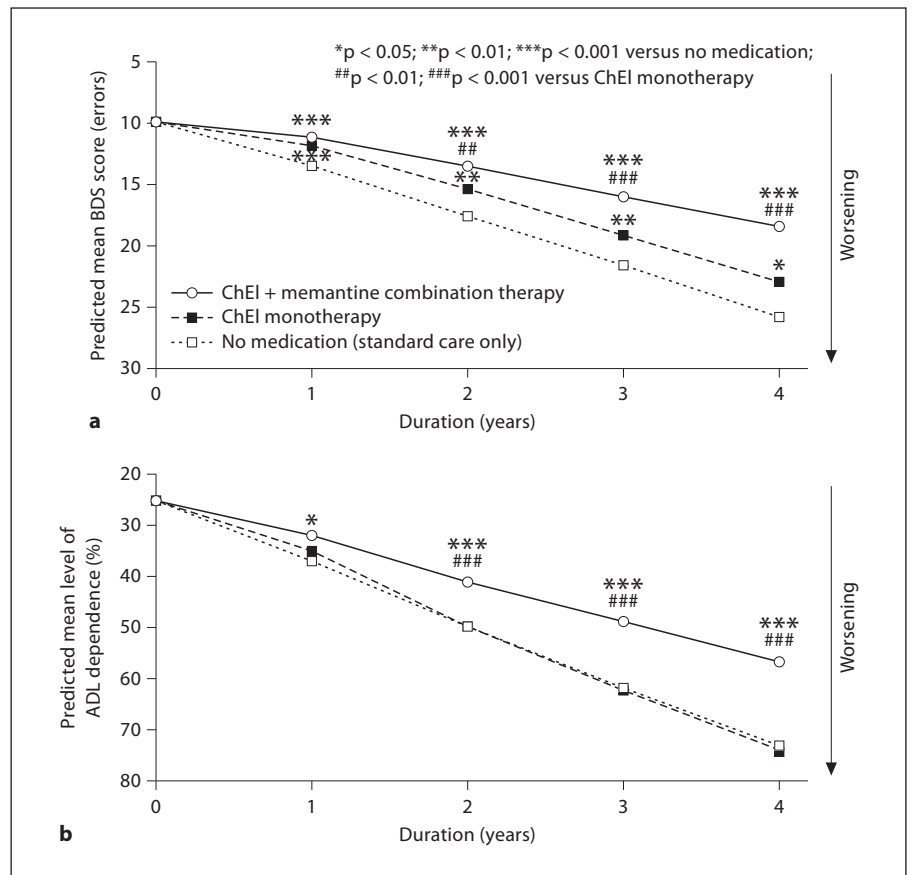 *p < 0.05; **p < 0.01; ***p < 0.001 versus no medication;
##p < 0.01; ###p < 0.001 versus ChEI monotherapy
Predicted mean BDS score (errors)
5
10
15
20
25
30
***
***
***
##
**
***
###
**
***
###
*
ChEI + memantine combination therapy
ChEI monotherapy
No medication (standard care only)
Worsening
0 1 2 3 4
Duration (years)
a
Predicted mean level of
ADL dependence (%)
20
30
40
50
60
70
80
*
***
###
***
###
***
###
Worsening
0 1 2 3 4
Duration (years)
b